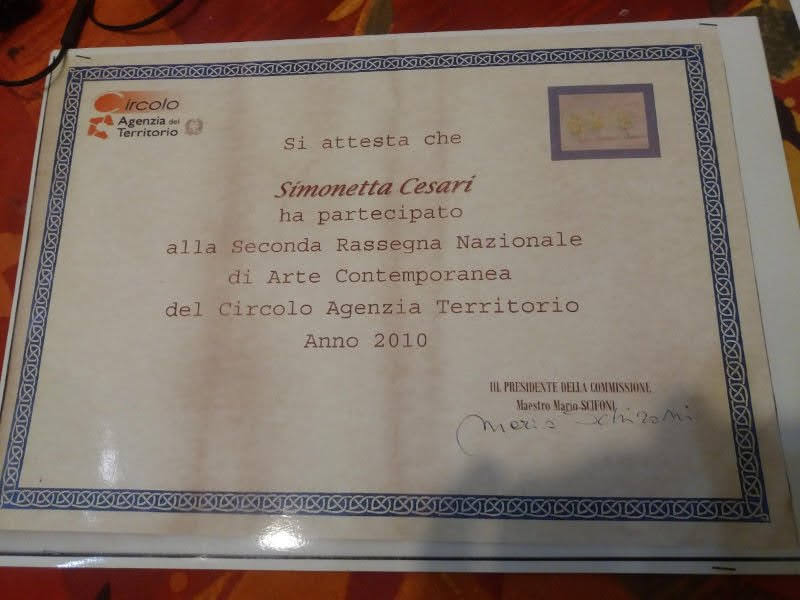 Circolo
Agenzia del
Territorio
Si attesta che
Simonetta Cesari
ha partecipato
alla Seconda Rassegna Nazionale
di Arte Contemporanea
del Circolo Agenzia Territorio
Anno 2010
IIL PRESIDENTE DELLA COMMISSIONE
Maestro Mario SCIFONI